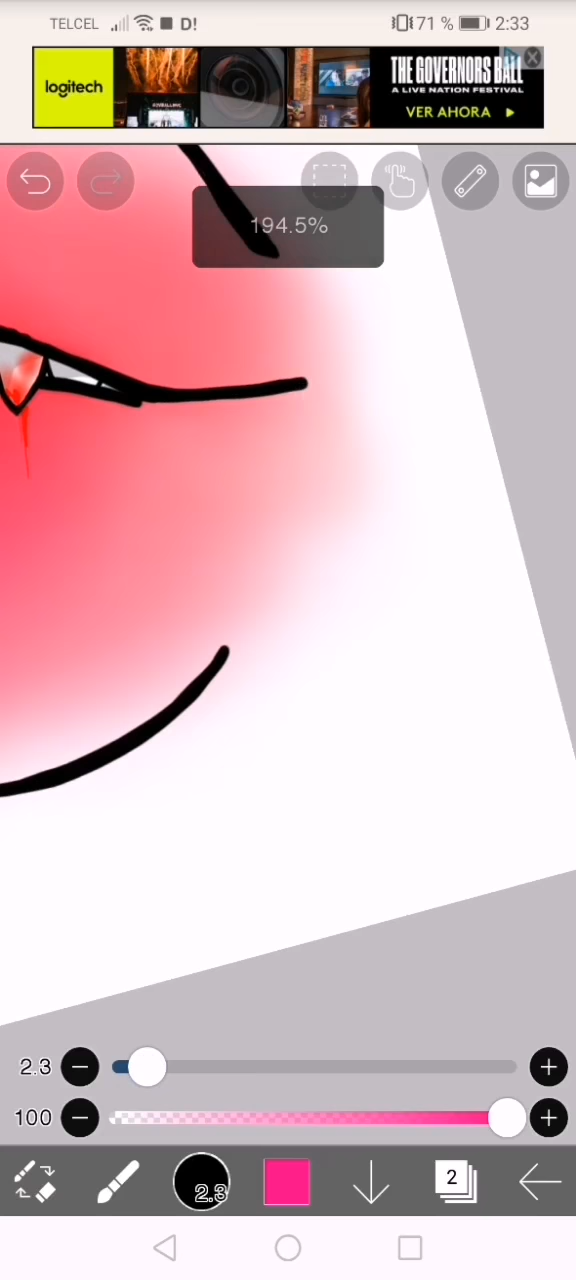 TELCEL D! 71 % 2:33
logitech
THE GOVERNORS BALL
A LIVE NATION FESTIVAL
VER AHORA
194.5%
2.3
100
2.3
2